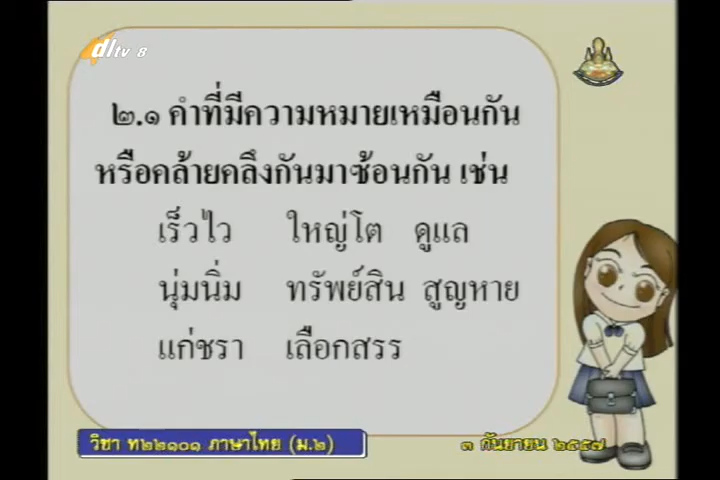 dltv 8
๒.๑ คำที่มีความหมายเหมือนกัน
หรือคล้ายคลึงกันมาซ้อนกัน เช่น
เร็วไว ใหญ่โต ดูแล
นุ่มนิ่ม ทรัพย์สิน สูญหาย
แก่ชรา เลือกสรร
วิชา ท๒๒๑๐๑ ภาษาไทย (ม.๒) ๓ กันยายน ๒๕๕๗